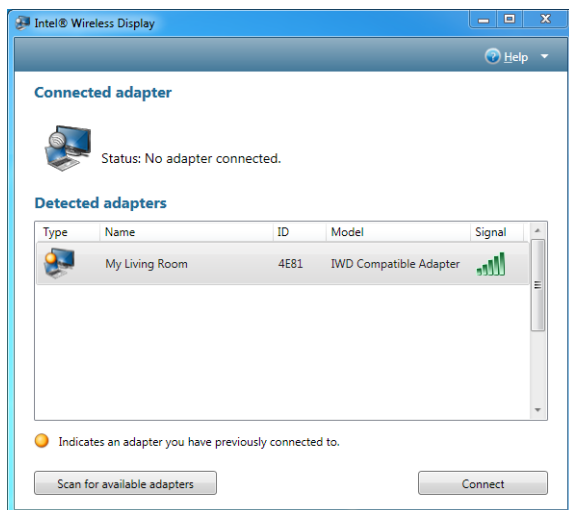 Intel® Wireless Display
Help
Connected adapter
Status: No adapter connected.
Detected adapters
Type Name ID Model Signal
My Living Room 4E81 IWD Compatible Adapter
Indicates an adapter you have previously connected to.
Scan for available adapters Connect